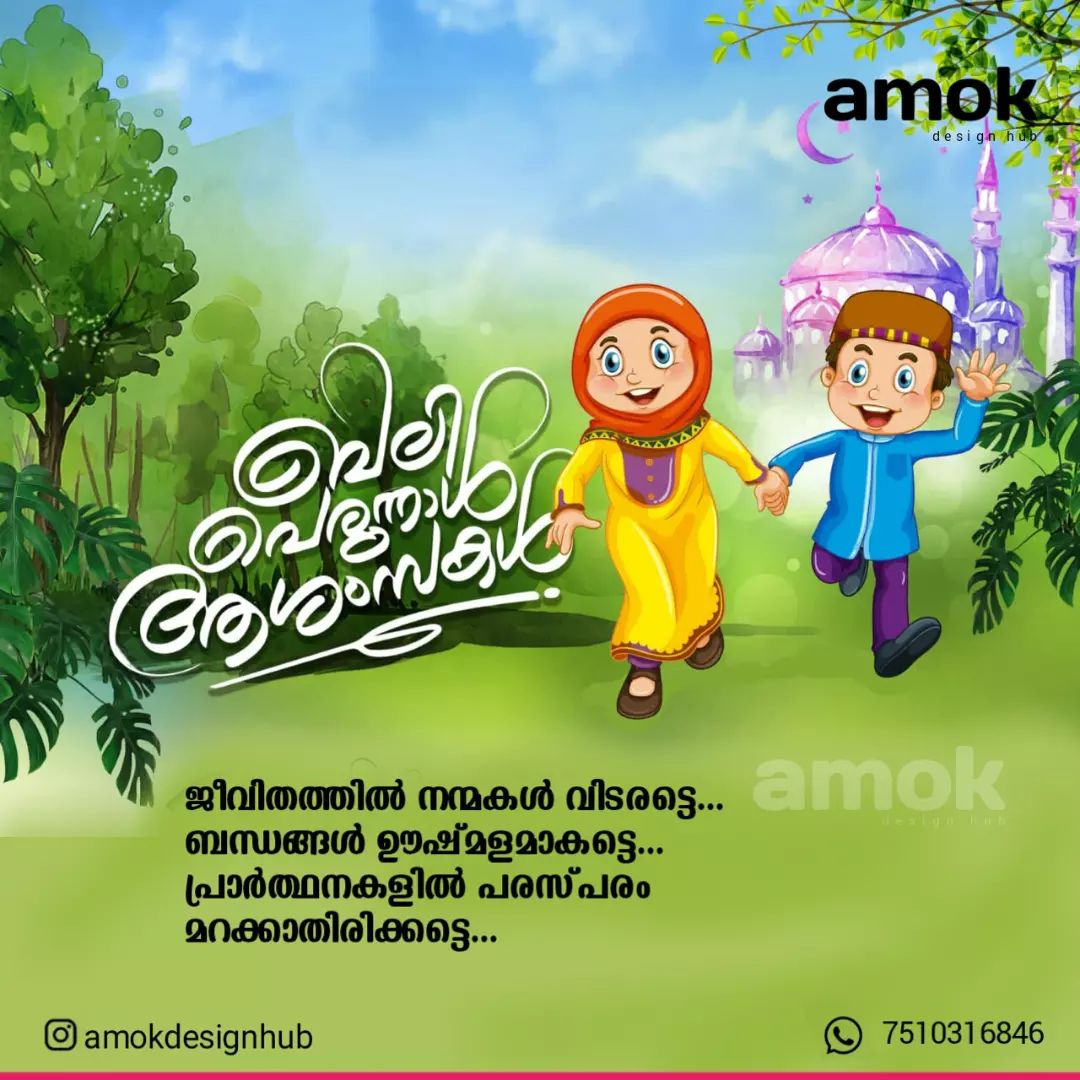 amok
design hub
ബലി
പെരുന്നാൾ
ആശംസകൾ.
ജീവിതത്തിൽ നന്മകൾ വിടരട്ടെ...
amok
design hub
ബന്ധങ്ങൾ ഊഷ്മളമാകട്ടെ...
പ്രാർത്ഥനകളിൽ പരസ്പരം
മറക്കാതിരിക്കട്ടെ...
amokdesignhub
7510316846